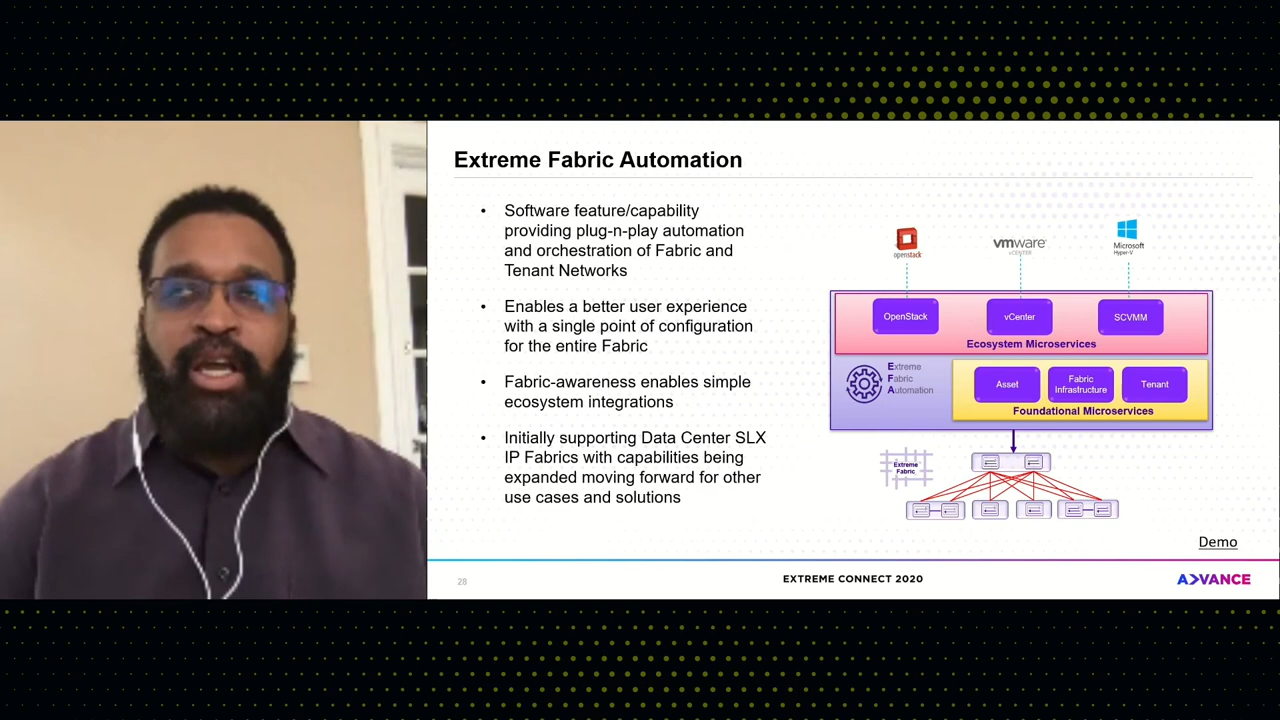 Extreme Fabric Automation
• Software feature/capability
providing plug-n-play automation
and orchestration of Fabric and
Tenant Networks
• Enables a better user experience
with a single point of configuration
for the entire Fabric
• Fabric-awareness enables simple
ecosystem integrations
• Initially supporting Data Center SLX
IP Fabrics with capabilities being
expanded moving forward for other
use cases and solutions
openstack
vmware
vCENTER
Microsoft
Hyper-V
OpenStack
vCenter
SCVMM
Ecosystem Microservices
Extreme
Fabric
Automation
Asset
Fabric
Infrastructure
Tenant
Foundational Microservices
Extreme
Fabric
Demo
28
EXTREME CONNECT 2020
ADVANCE